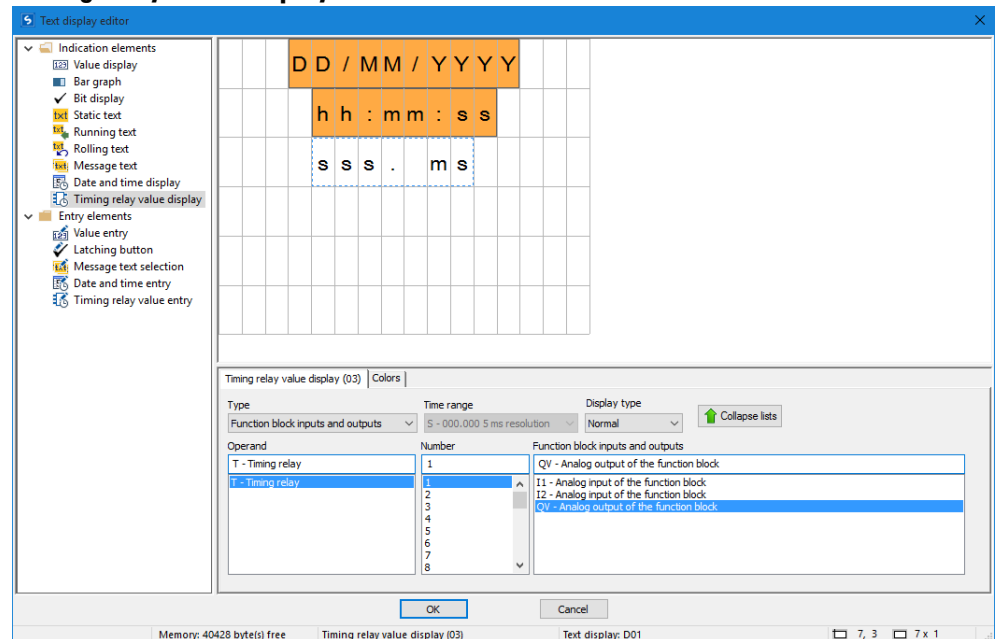 Text display editor
Indication elements
Value display
Bar graph
Bit display
Static text
Running text
Rolling text
Message text
Date and time display
Timing relay value display
Entry elements
Value entry
Latching button
Message text selection
Date and time entry
Timing relay value entry
DD/MM/YYYY
hh:mm:ss
sss. ms
Timing relay value display (03) Colors
Type Time range Display type
Function block inputs and outputs S - 000.000 5 ms resolution Normal Collapse lists
Operand Number Function block inputs and outputs
T - Timing relay 1 QV - Analog output of the function block
T - Timing relay 1 I1 - Analog input of the function block
2 I2 - Analog input of the function block
3 QV - Analog output of the function block
4
5
6
7
8
OK Cancel
Memory: 40428 byte(s) free Timing relay value display (03) Text display: D01 7, 3 7 x 1